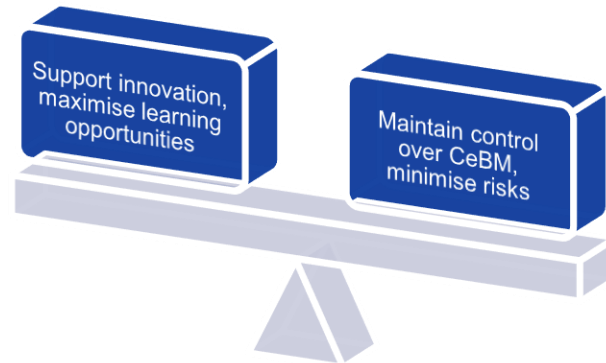 Support innovation,
maximise learning
opportunities
Maintain control
over CeBM,
minimise risks